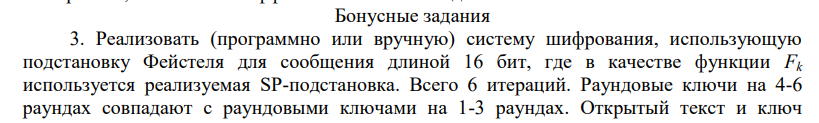 Бонусные задания
3. Реализовать (программно или вручную) систему шифрования, использующую
подстановку Фейстеля для сообщения длиной 16 бит, где в качестве функции Fk
используется реализуемая SP-подстановка. Всего 6 итераций. Раундовые ключи на 4-6
раундах совпадают с раундовыми ключами на 1-3 раундах. Открытый текст и ключ